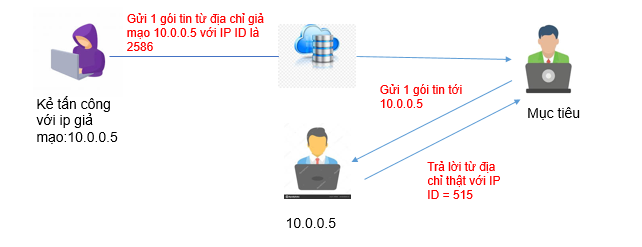 Gửi 1 gói tin từ địa chỉ giả
mạo 10.0.0.5 với IP ID là
2586
Kẻ tấn công
với ip giả
mạo:10.0.0.5
Gửi 1 gói tin tới
10.0.0.5
Mục tiêu
Trả lời từ địa
chỉ thật với IP
ID = 515
10.0.0.5